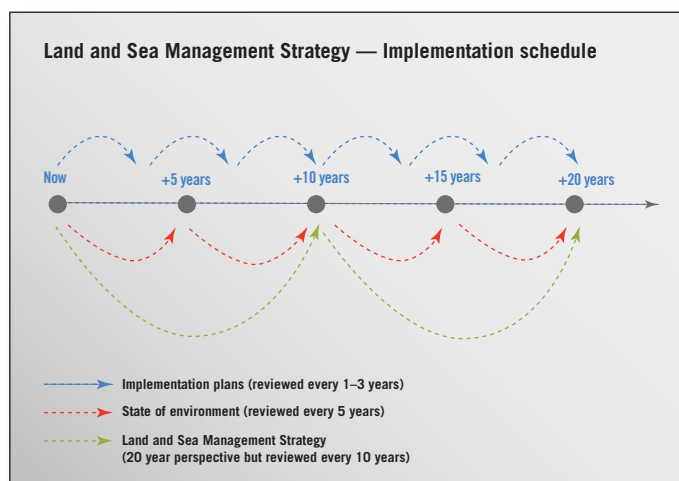 Land and Sea Management Strategy — Implementation schedule
Now
+5 years
+10 years
+15 years
+20 years
Implementation plans (reviewed every 1–3 years)
State of environment (reviewed every 5 years)
Land and Sea Management Strategy
(20 year perspective but reviewed every 10 years)